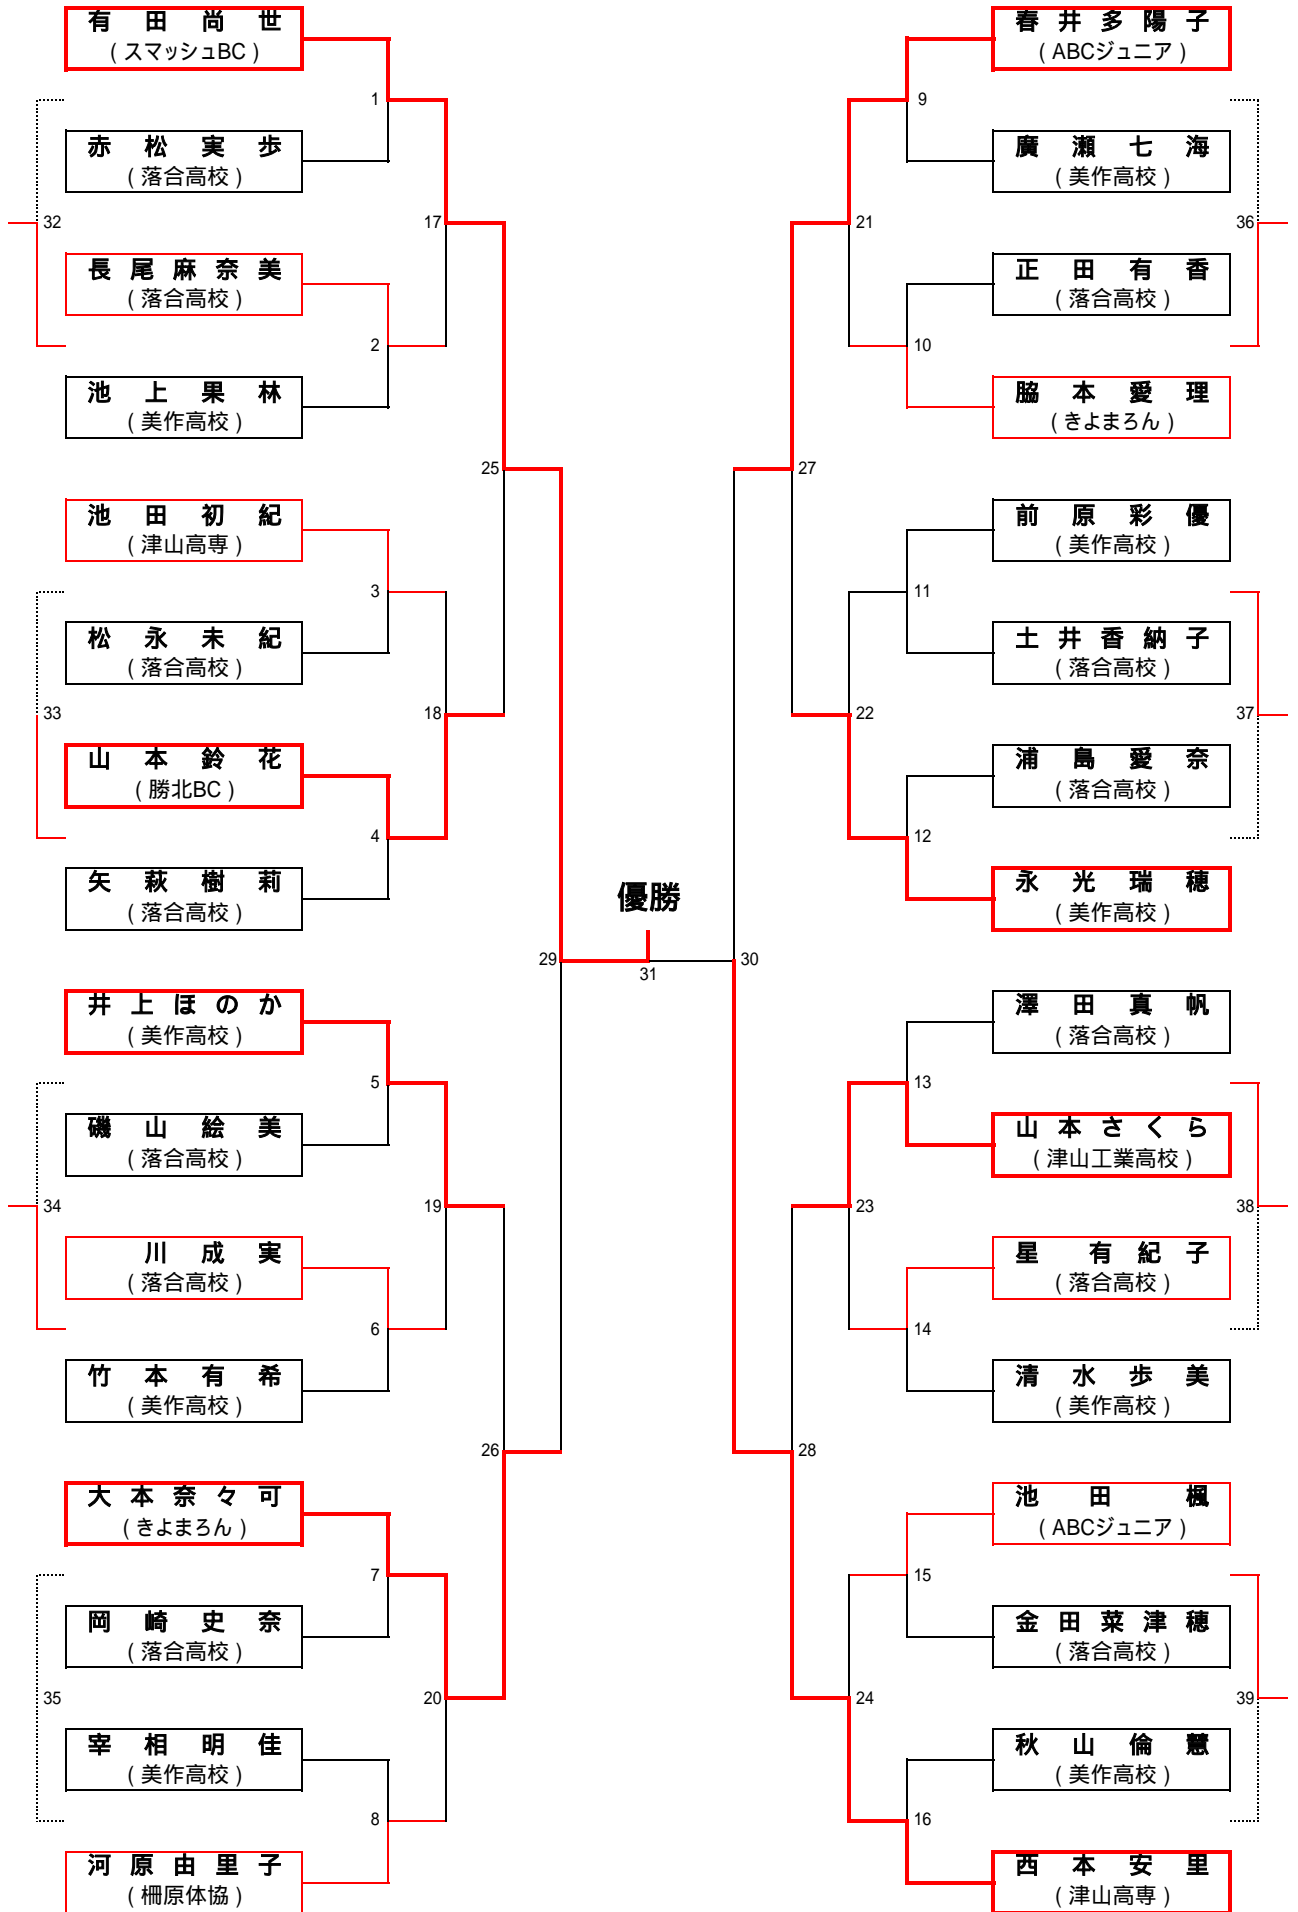 有田尚世
(スマッシュBC)
1
赤松実歩
(落合高校)
32
17
長尾麻奈美
(落合高校)
2
池上果林
(美作高校)
25
池田初紀
(津山高専)
3
松永未紀
(落合高校)
33
18
山本鈴花
(勝北BC)
4
矢萩樹莉
(落合高校)
29
井上ほのか
(美作高校)
5
磯山絵美
(落合高校)
34
19
川成実
(落合高校)
6
竹本有希
(美作高校)
26
大本奈々可
(きよまろん)
7
岡崎史奈
(落合高校)
35
20
宰相明佳
(美作高校)
8
河原由里子
(柵原体協)
優勝
31
春井多陽子
(ABCジュニア)
9
廣瀬七海
(美作高校)
21
36
正田有香
(落合高校)
10
脇本愛理
(きよまろん)
27
前原彩優
(美作高校)
11
土井香納子
(落合高校)
22
37
浦島愛奈
(落合高校)
12
永光瑞穂
(美作高校)
30
澤田真帆
(落合高校)
13
山本さくら
(津山工業高校)
23
38
星有紀子
(落合高校)
14
清水歩美
(美作高校)
28
池田楓
(ABCジュニア)
15
金田菜津穂
(落合高校)
24
39
秋山倫慧
(美作高校)
16
西本安里
(津山高専)